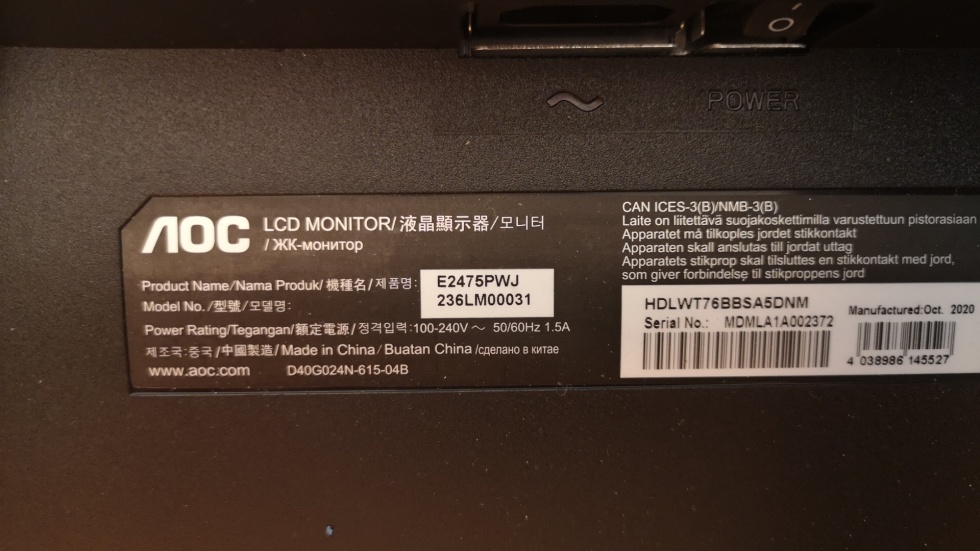 POWER
AOC LCD MONITOR/液晶顯示器/모니터
/ ЖК-монитор
Product Name/Nama Produk/機種名/제품명:
E2475PWJ
Model No./型號/모델명:
236LM00031
Power Rating/Tegangan/額定電源/정격입력:100-240V ～ 50/60Hz 1.5A
제조국:중국/中國製造/Made in China/Buatan China/сделано в китае
www.aoc.com D40G024N-615-04B
CAN ICES-3(B)/NMB-3(B)
Laite on liitettävä suojakoskettimilla varustettuun pistorasiaan
Apparatet må tilkoples jordet stikkontakt
Apparaten skall anslutas till jordat uttag
Apparatets stikprop skal tilsluttes en stikkontakt med jord,
som giver forbindelse til stikproppens jord
HDLWT76BBSA5DNM
Serial No.: MDMLA1A002372
Manufactured:Oct. 2020
4 038986 145527